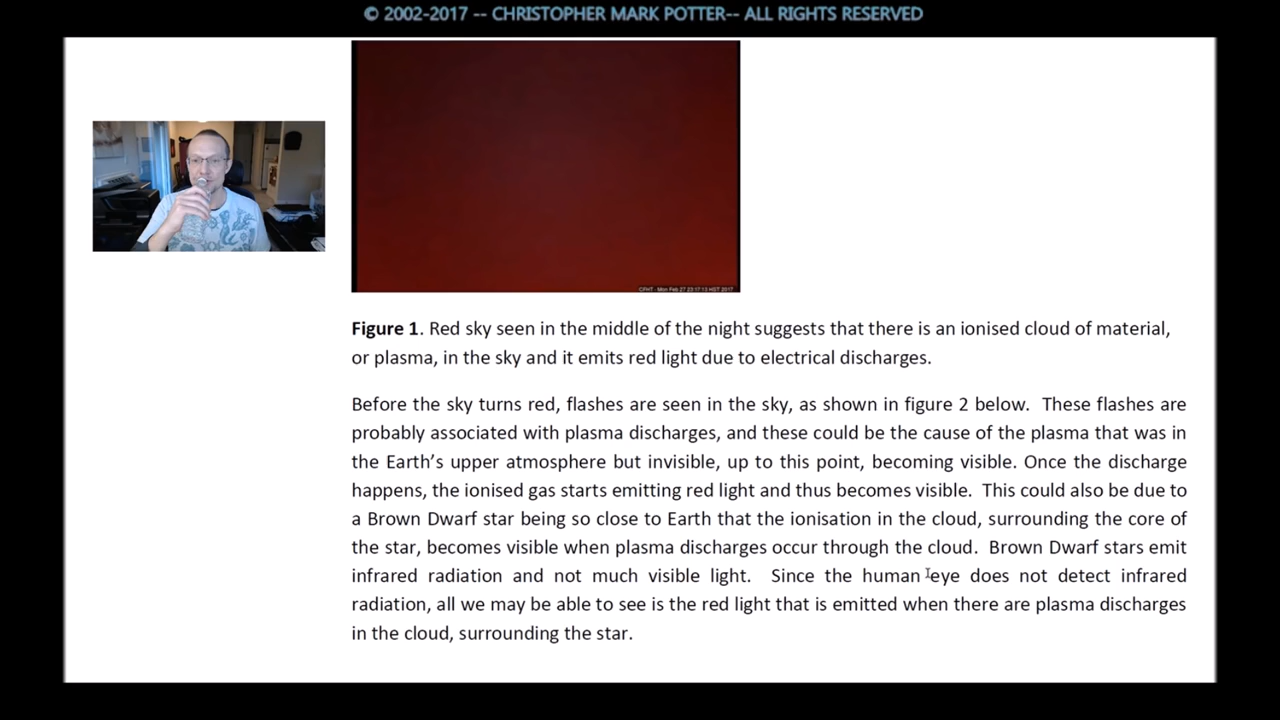 © 2002-2017 -- CHRISTOPHER MARK POTTER-- ALL RIGHTS RESERVED
CFHT - Mon Feb 27 23:17:13 HST 2017
Figure 1. Red sky seen in the middle of the night suggests that there is an ionised cloud of material,
or plasma, in the sky and it emits red light due to electrical discharges.
Before the sky turns red, flashes are seen in the sky, as shown in figure 2 below. These flashes are
probably associated with plasma discharges, and these could be the cause of the plasma that was in
the Earth's upper atmosphere but invisible, up to this point, becoming visible. Once the discharge
happens, the ionised gas starts emitting red light and thus becomes visible. This could also be due to
a Brown Dwarf star being so close to Earth that the ionisation in the cloud, surrounding the core of
the star, becomes visible when plasma discharges occur through the cloud. Brown Dwarf stars emit
infrared radiation and not much visible light. Since the human eye does not detect infrared
radiation, all we may be able to see is the red light that is emitted when there are plasma discharges
in the cloud, surrounding the star.